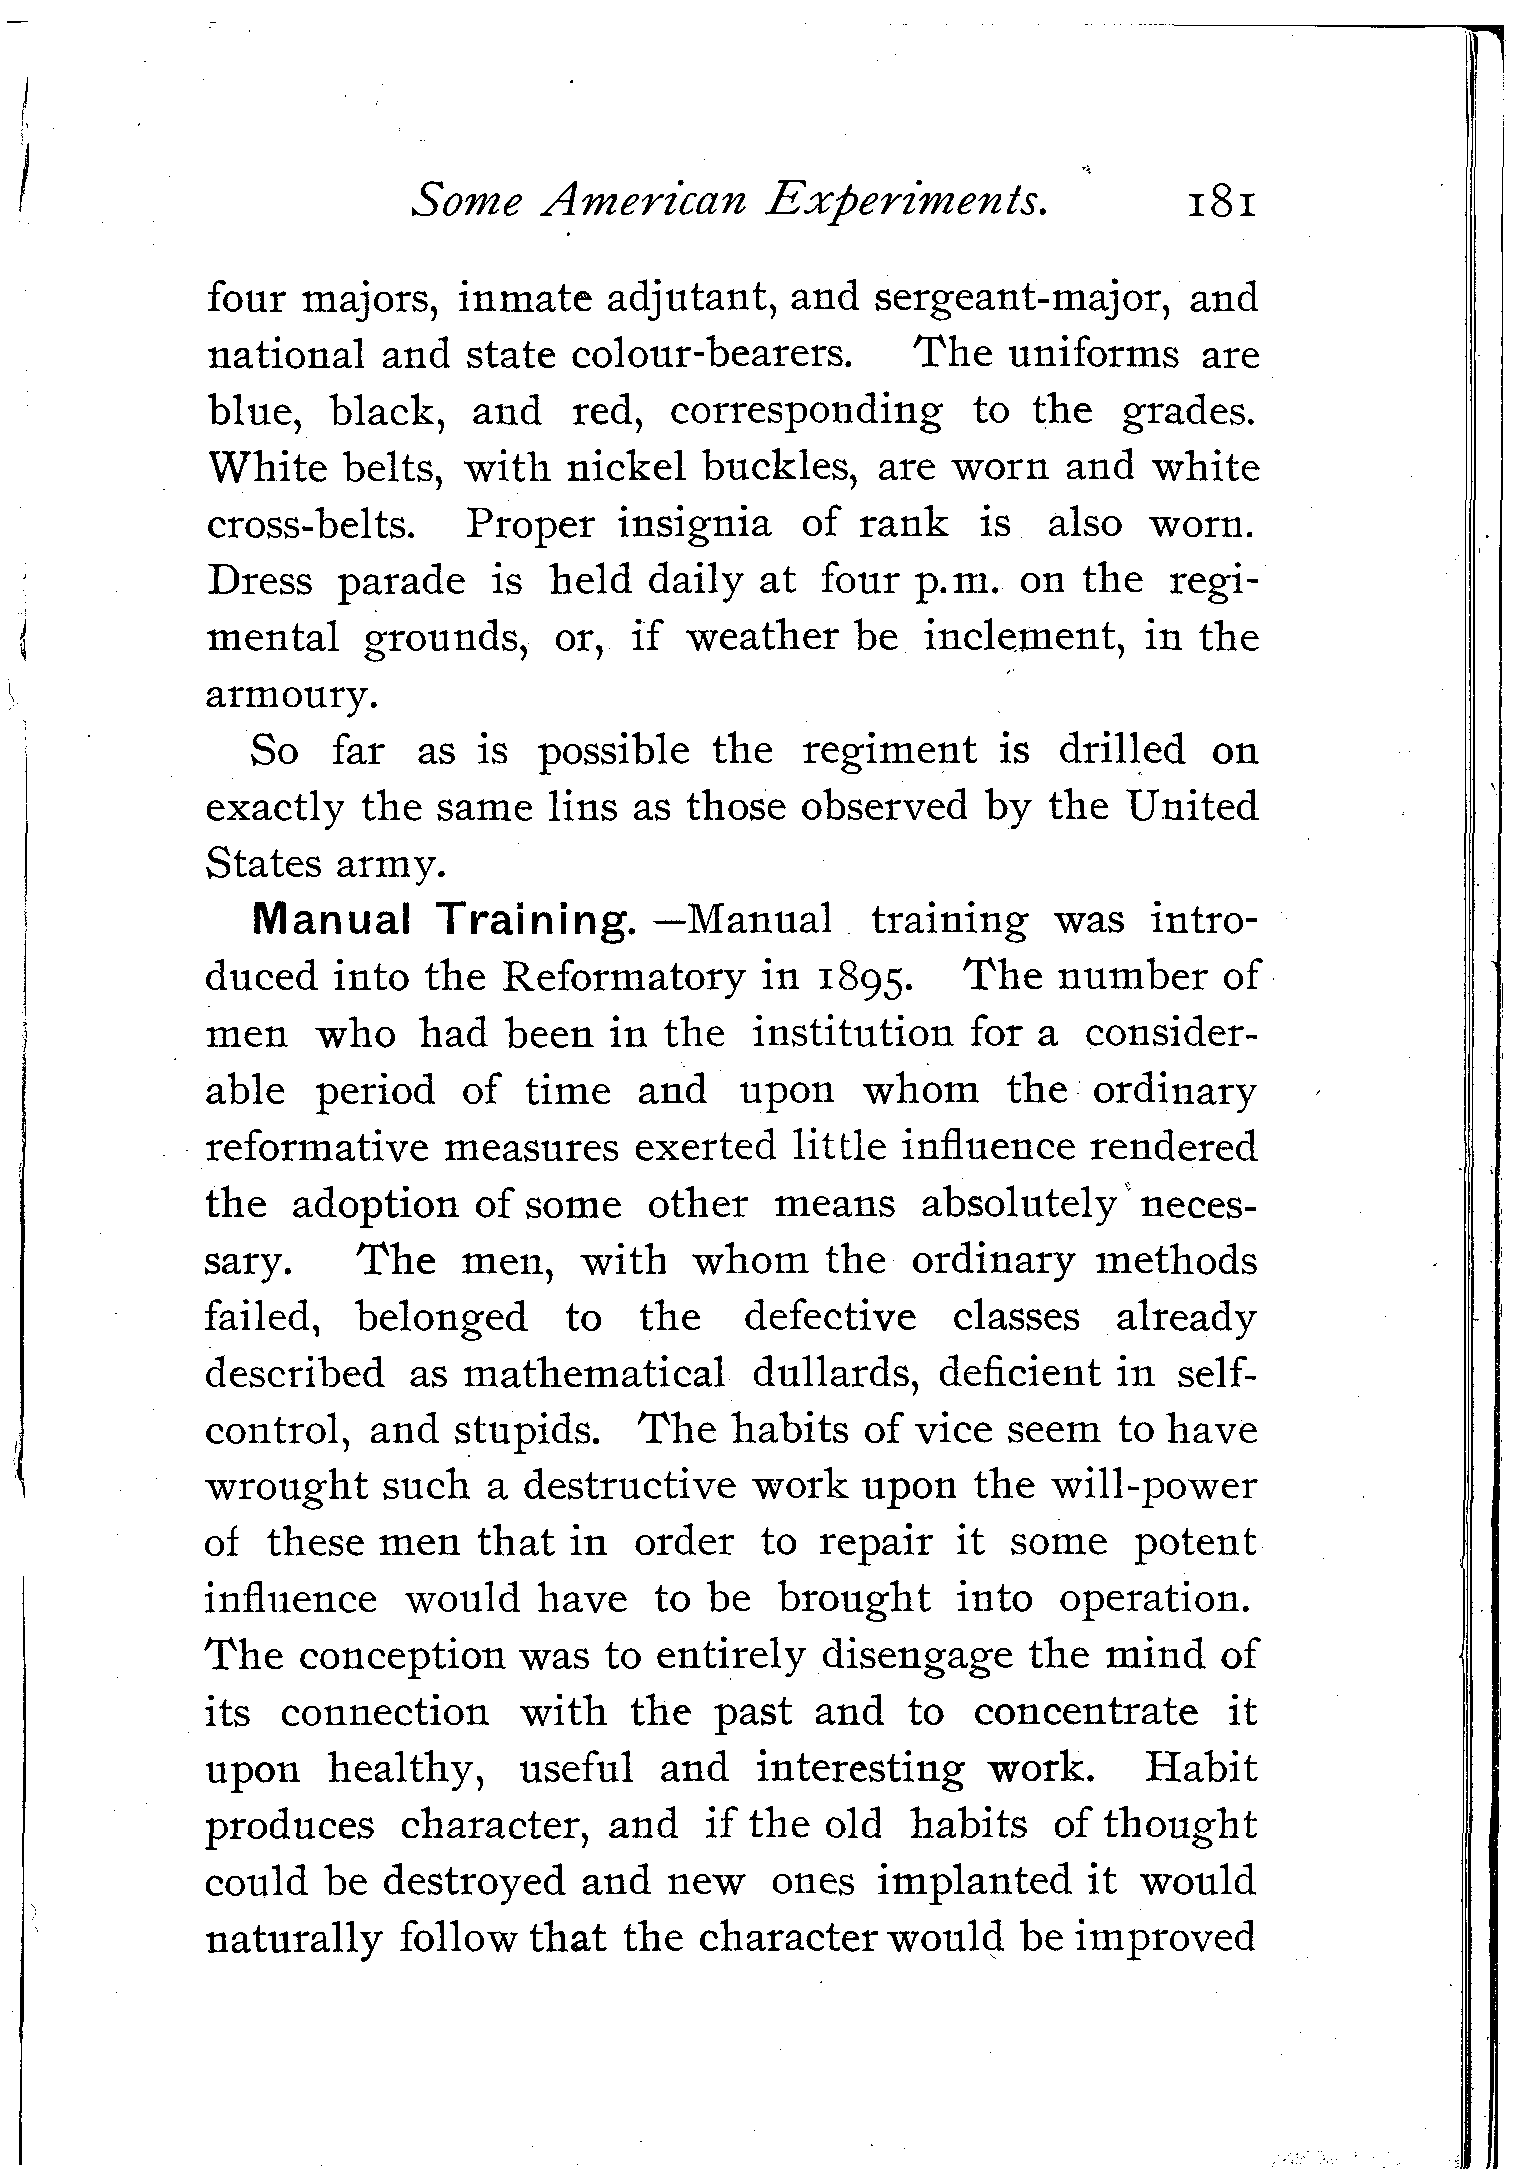 Some American Experiments. 181
four majors, inmate adjutant, and sergeant-major, and
national and state colour-bearers. The uniforms are
blue, black, and red, corresponding to the grades.
White belts, with nickel buckles, are worn and white
cross-belts. Proper insignia of rank is also worn.
Dress parade is held daily at four p.m. on the regi-
mental grounds, or, if weather be inclement, in the
armoury.
So far as is possible the regiment is drilled on
exactly the same lins as those observed by the United
States army.
Manual Training. —Manual training was intro-
duced into the Reformatory in 1895. The number of
men who had been in the institution for a consider-
able period of time and upon whom the ordinary
reformative measures exerted little influence rendered
the adoption of some other means absolutely neces-
sary. The men, with whom the ordinary methods
failed, belonged to the defective classes already
described as mathematical dullards, deficient in self-
control, and stupids. The habits of vice seem to have
wrought such a destructive work upon the will-power
of these men that in order to repair it some potent
influence would have to be brought into operation.
The conception was to entirely disengage the mind of
its connection with the past and to concentrate it
upon healthy, useful and interesting work. Habit
produces character, and if the old habits of thought
could be destroyed and new ones implanted it would
naturally follow that the character would be improved